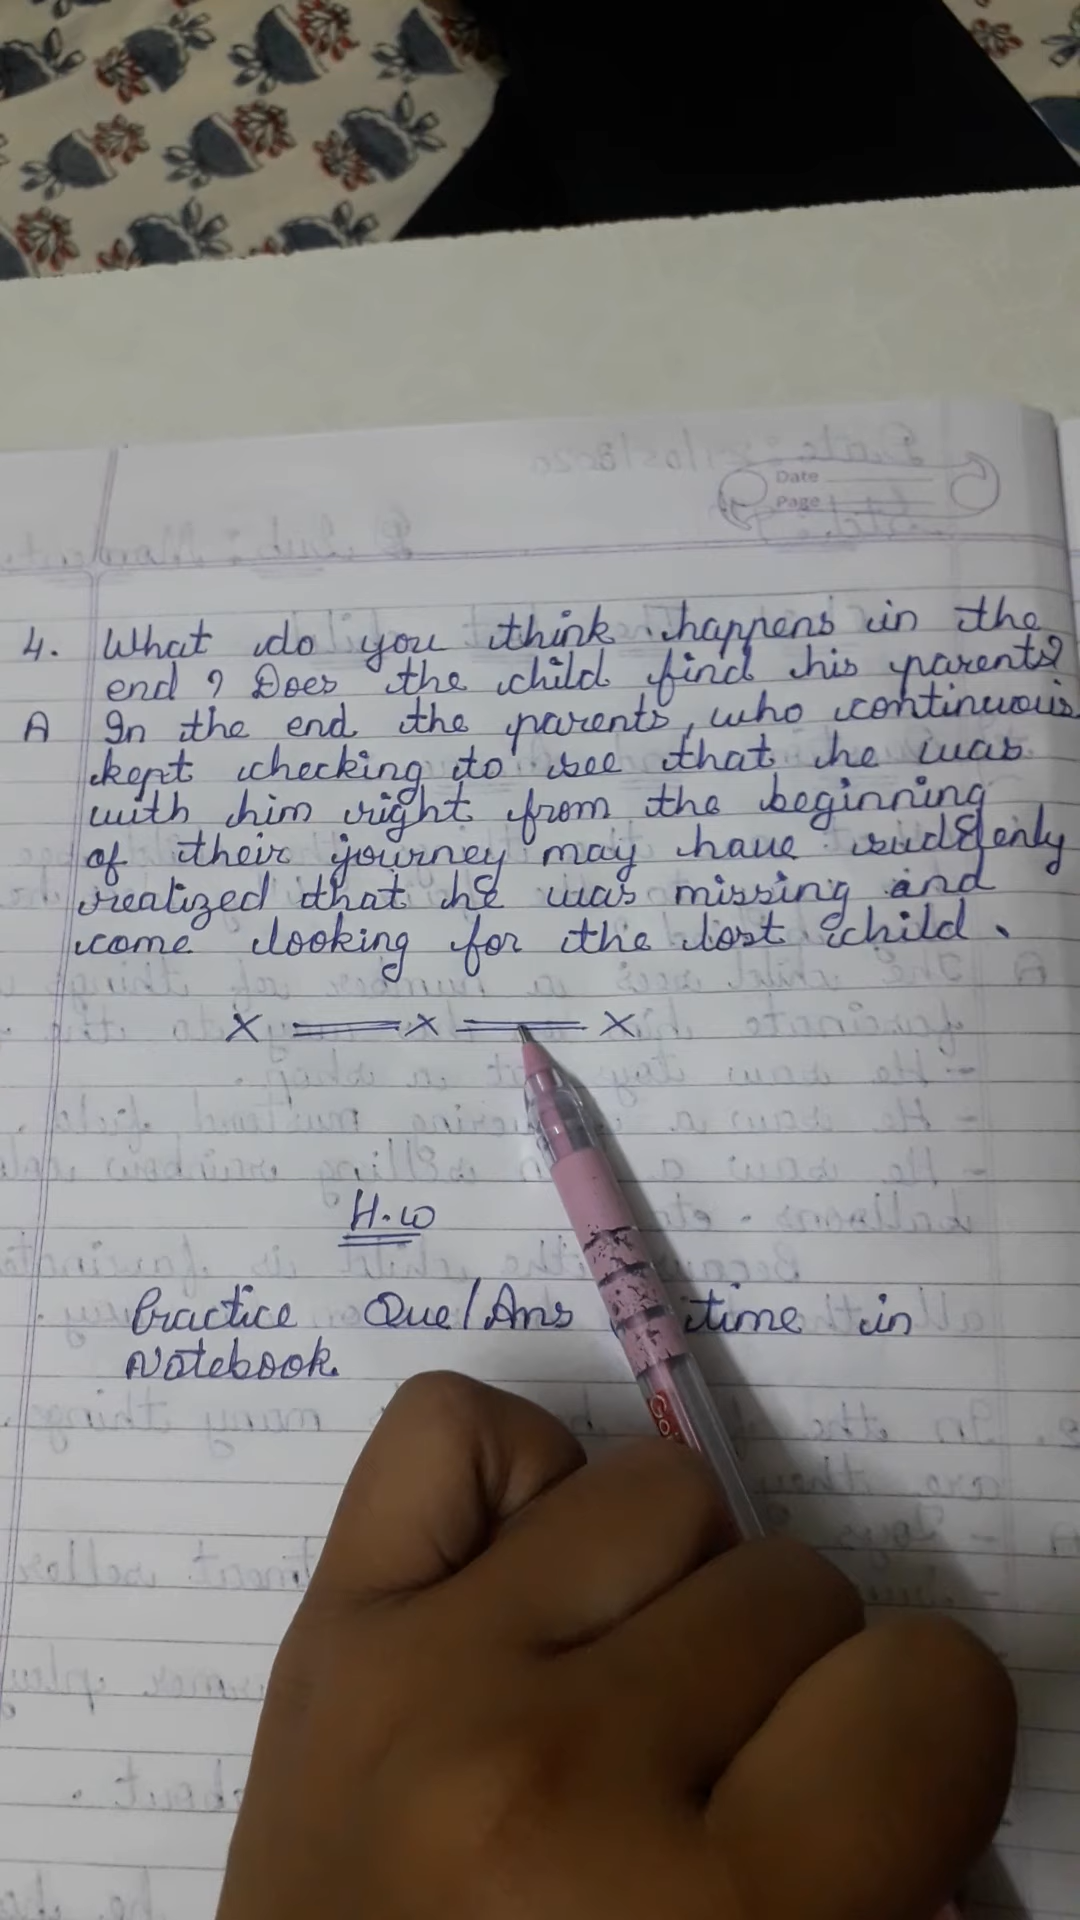 Date
Page
4. What do you think happens in the
end ? Does the child find his parents?
A In the end the parents, who continuous
kept checking to see that he was
with him right from the beginning
of their journey may have suddenly
realized that he was missing and
come looking for the lost child.
X == X == X
H.W
Practice Que/Ans time in
Notebook.
Go